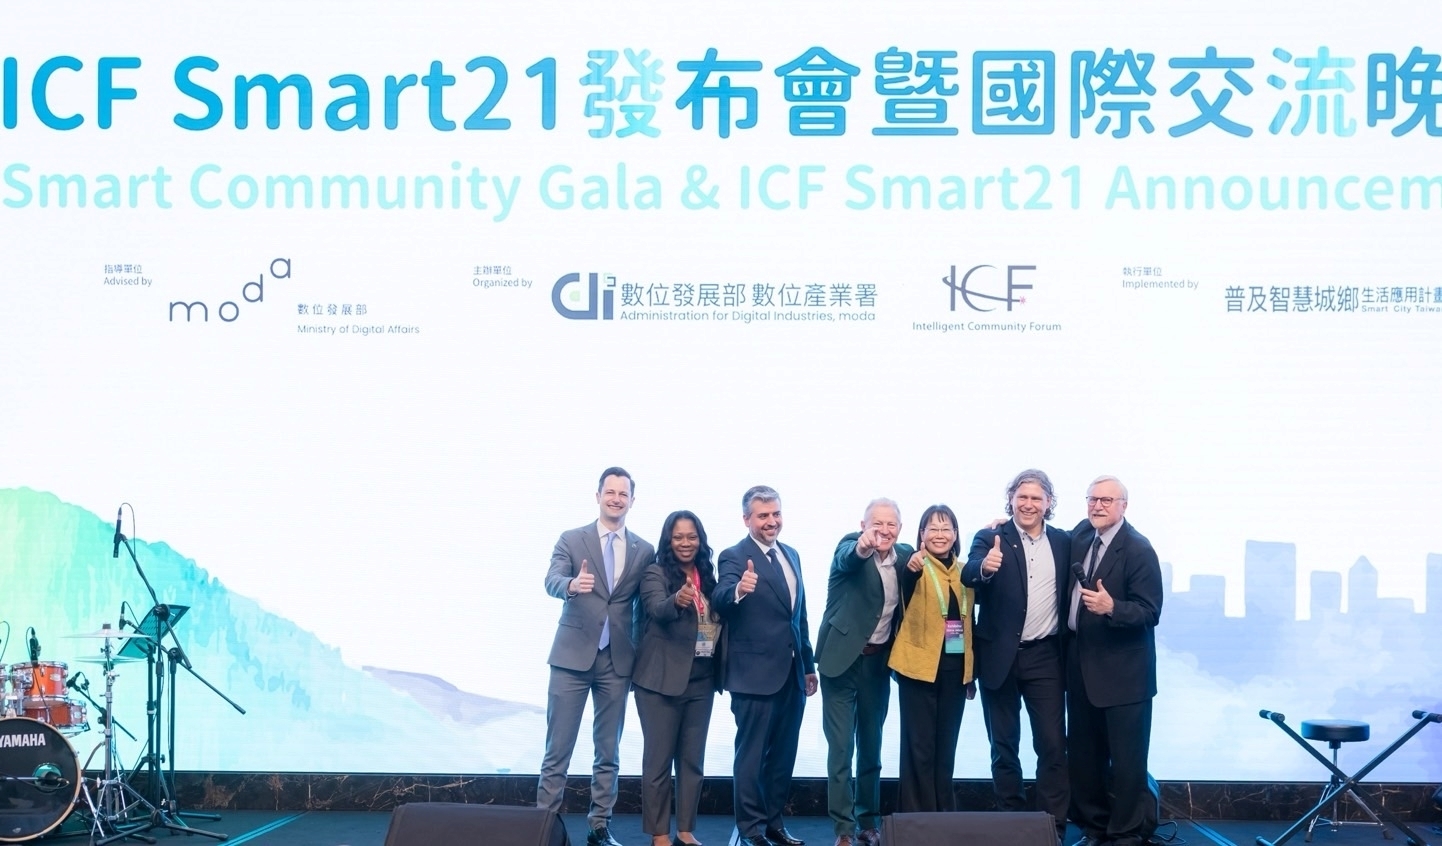 ICF Smart21發布會暨國際交流晚
Smart Community Gala & ICF Smart21 Announcem
指導單位
Advised by
moda
數位發展部
Ministry of Digital Affairs
主辦單位
Organized by
di
數位發展部 數位產業署
Administration for Digital Industries, moda
ICF
Intelligent Community Forum
執行單位
Implemented by
普及智慧城鄉
生活應用計畫
Smart City Taiwan
YAMAHA